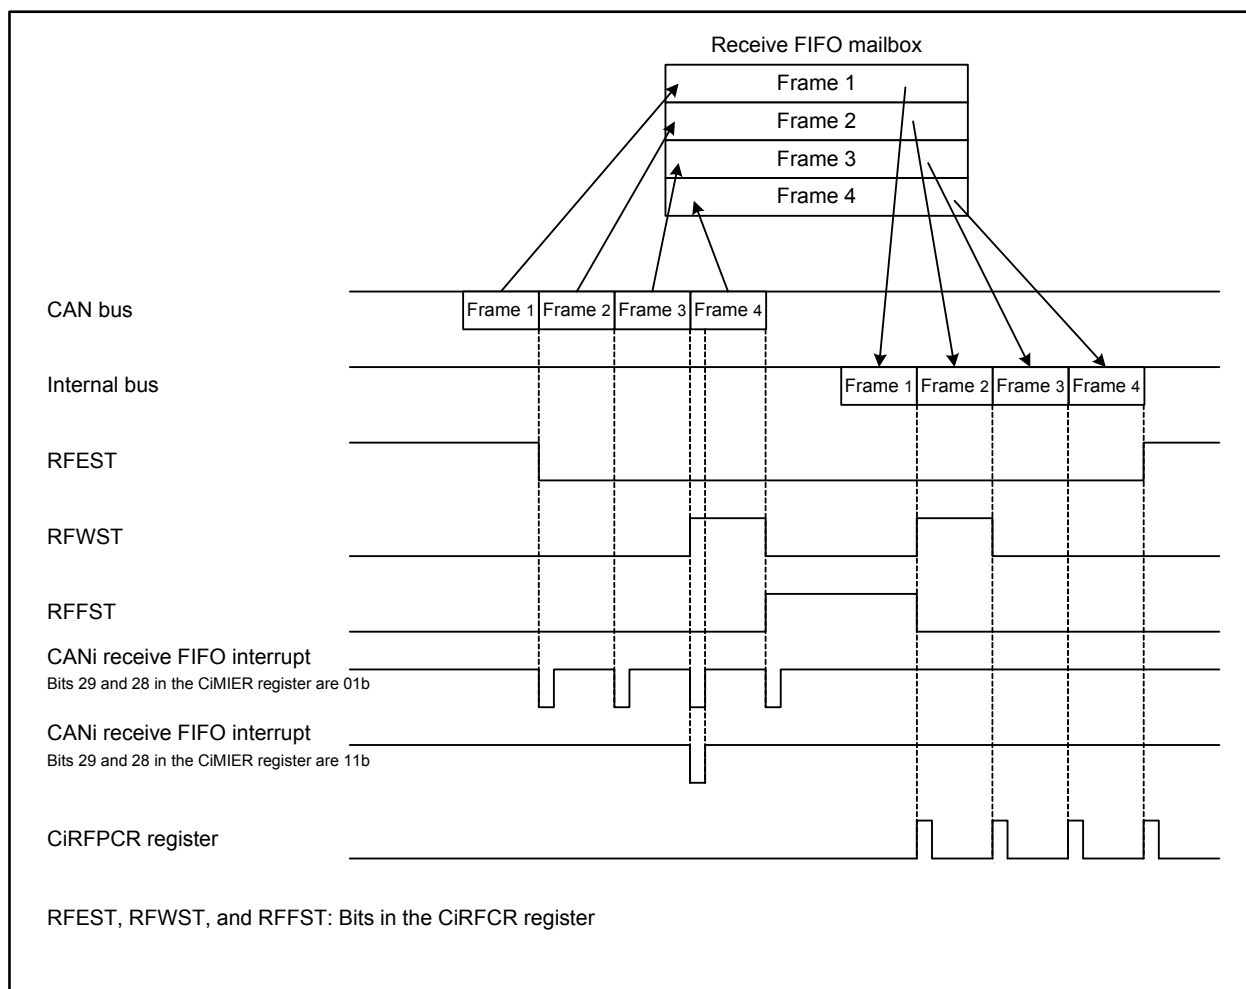 Receive FIFO mailbox
Frame 1
Frame 2
Frame 3
Frame 4
CAN bus
Frame 1 Frame 2 Frame 3 Frame 4
Internal bus
Frame 1 Frame 2 Frame 3 Frame 4
RFEST
RFWST
RFFST
CANi receive FIFO interrupt
Bits 29 and 28 in the CiMIER register are 01b
CANi receive FIFO interrupt
Bits 29 and 28 in the CiMIER register are 11b
CiRFPCR register
RFEST, RFWST, and RFFST: Bits in the CiRFCR register